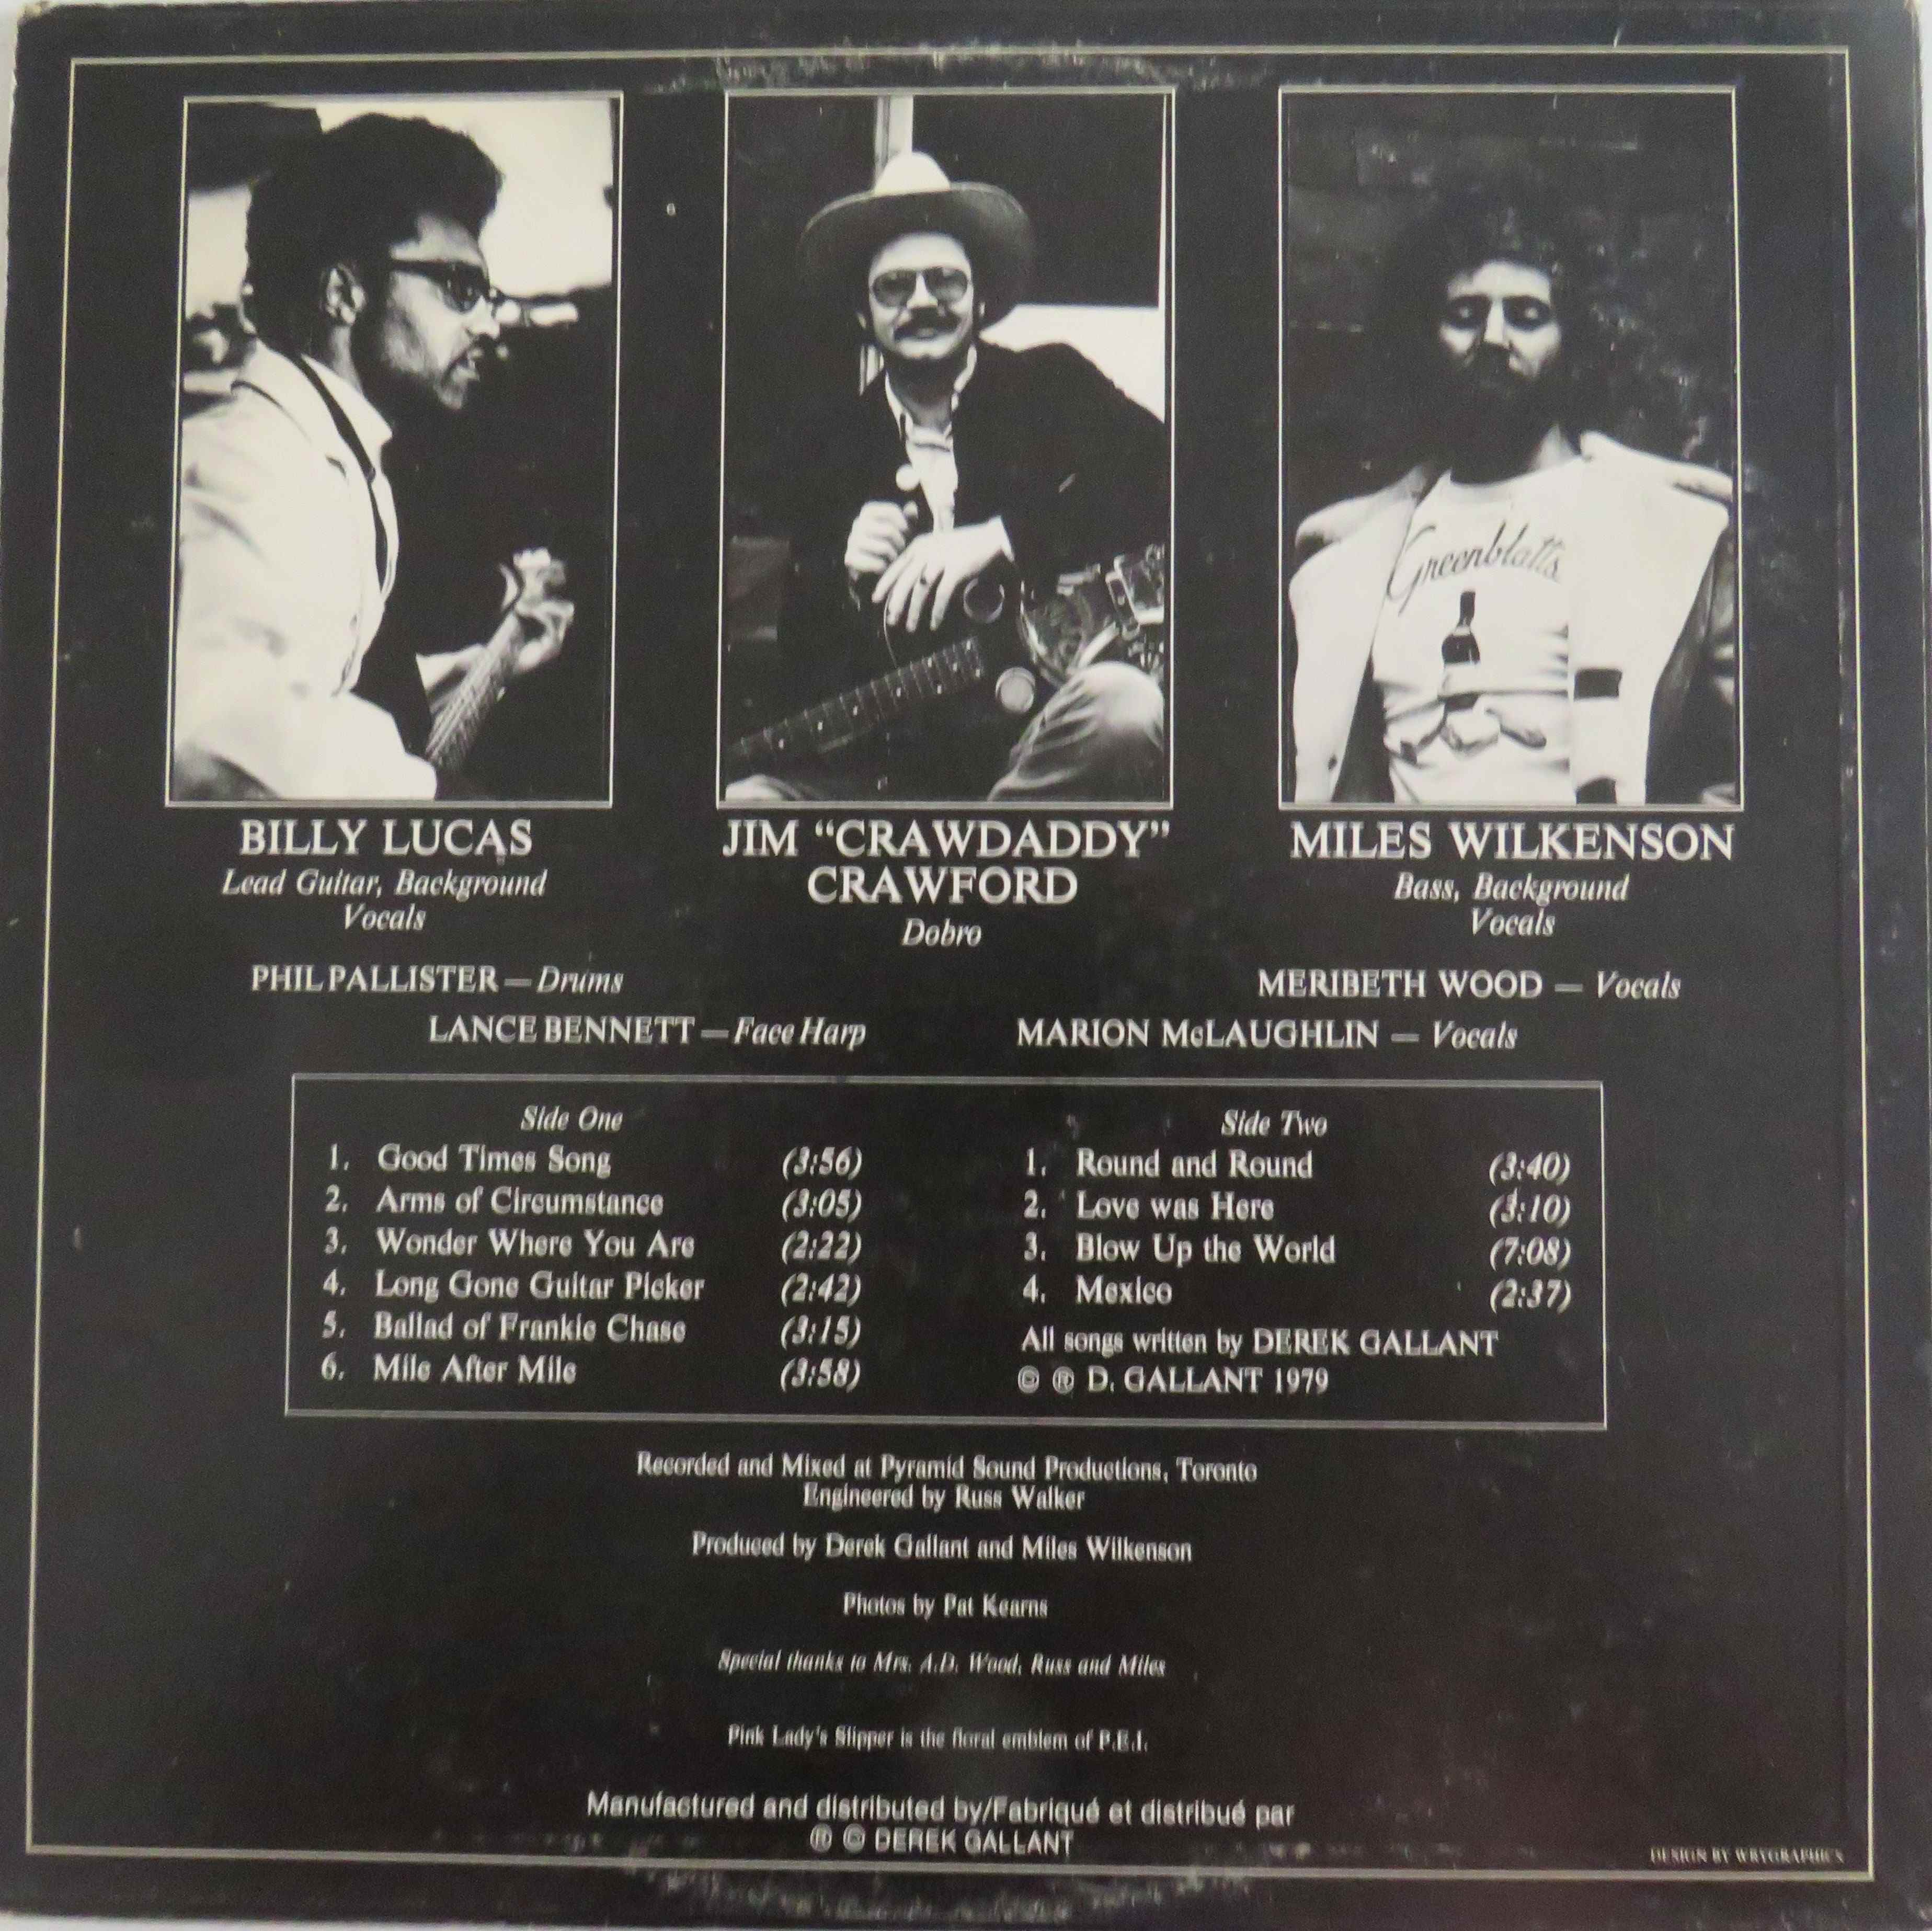 Greenblatt's
BILLY LUCAS
Lead Guitar, Background
Vocals
JIM “CRAWDADDY”
CRAWFORD
Dobro
MILES WILKENSON
Bass, Background
Vocals
PHIL PALLISTER — Drums
MERIBETH WOOD — Vocals
LANCE BENNETT — Face Harp
MARION McLAUGHLIN — Vocals
Side One
1. Good Times Song (3:56)
2. Arms of Circumstance (3:05)
3. Wonder Where You Are (2:22)
4. Long Gone Guitar Picker (2:42)
5. Ballad of Frankie Chase (3:15)
6. Mile After Mile (3:58)
Side Two
1. Round and Round (3:40)
2. Love was Here (3:10)
3. Blow Up the World (7:08)
4. Mexico (2:37)
All songs written by DEREK GALLANT
© ® D. GALLANT 1979
Recorded and Mixed at Pyramid Sound Productions, Toronto
Engineered by Russ Walker
Produced by Derek Gallant and Miles Wilkenson
Photos by Pat Kearns
Special thanks to Mrs. A.D. Wood, Russ and Miles
Pink Lady's Slipper is the floral emblem of P.E.I.
Manufactured and distributed by/Fabriqué et distribué par
® © DEREK GALLANT
DESIGN BY WRYGRAPHICS